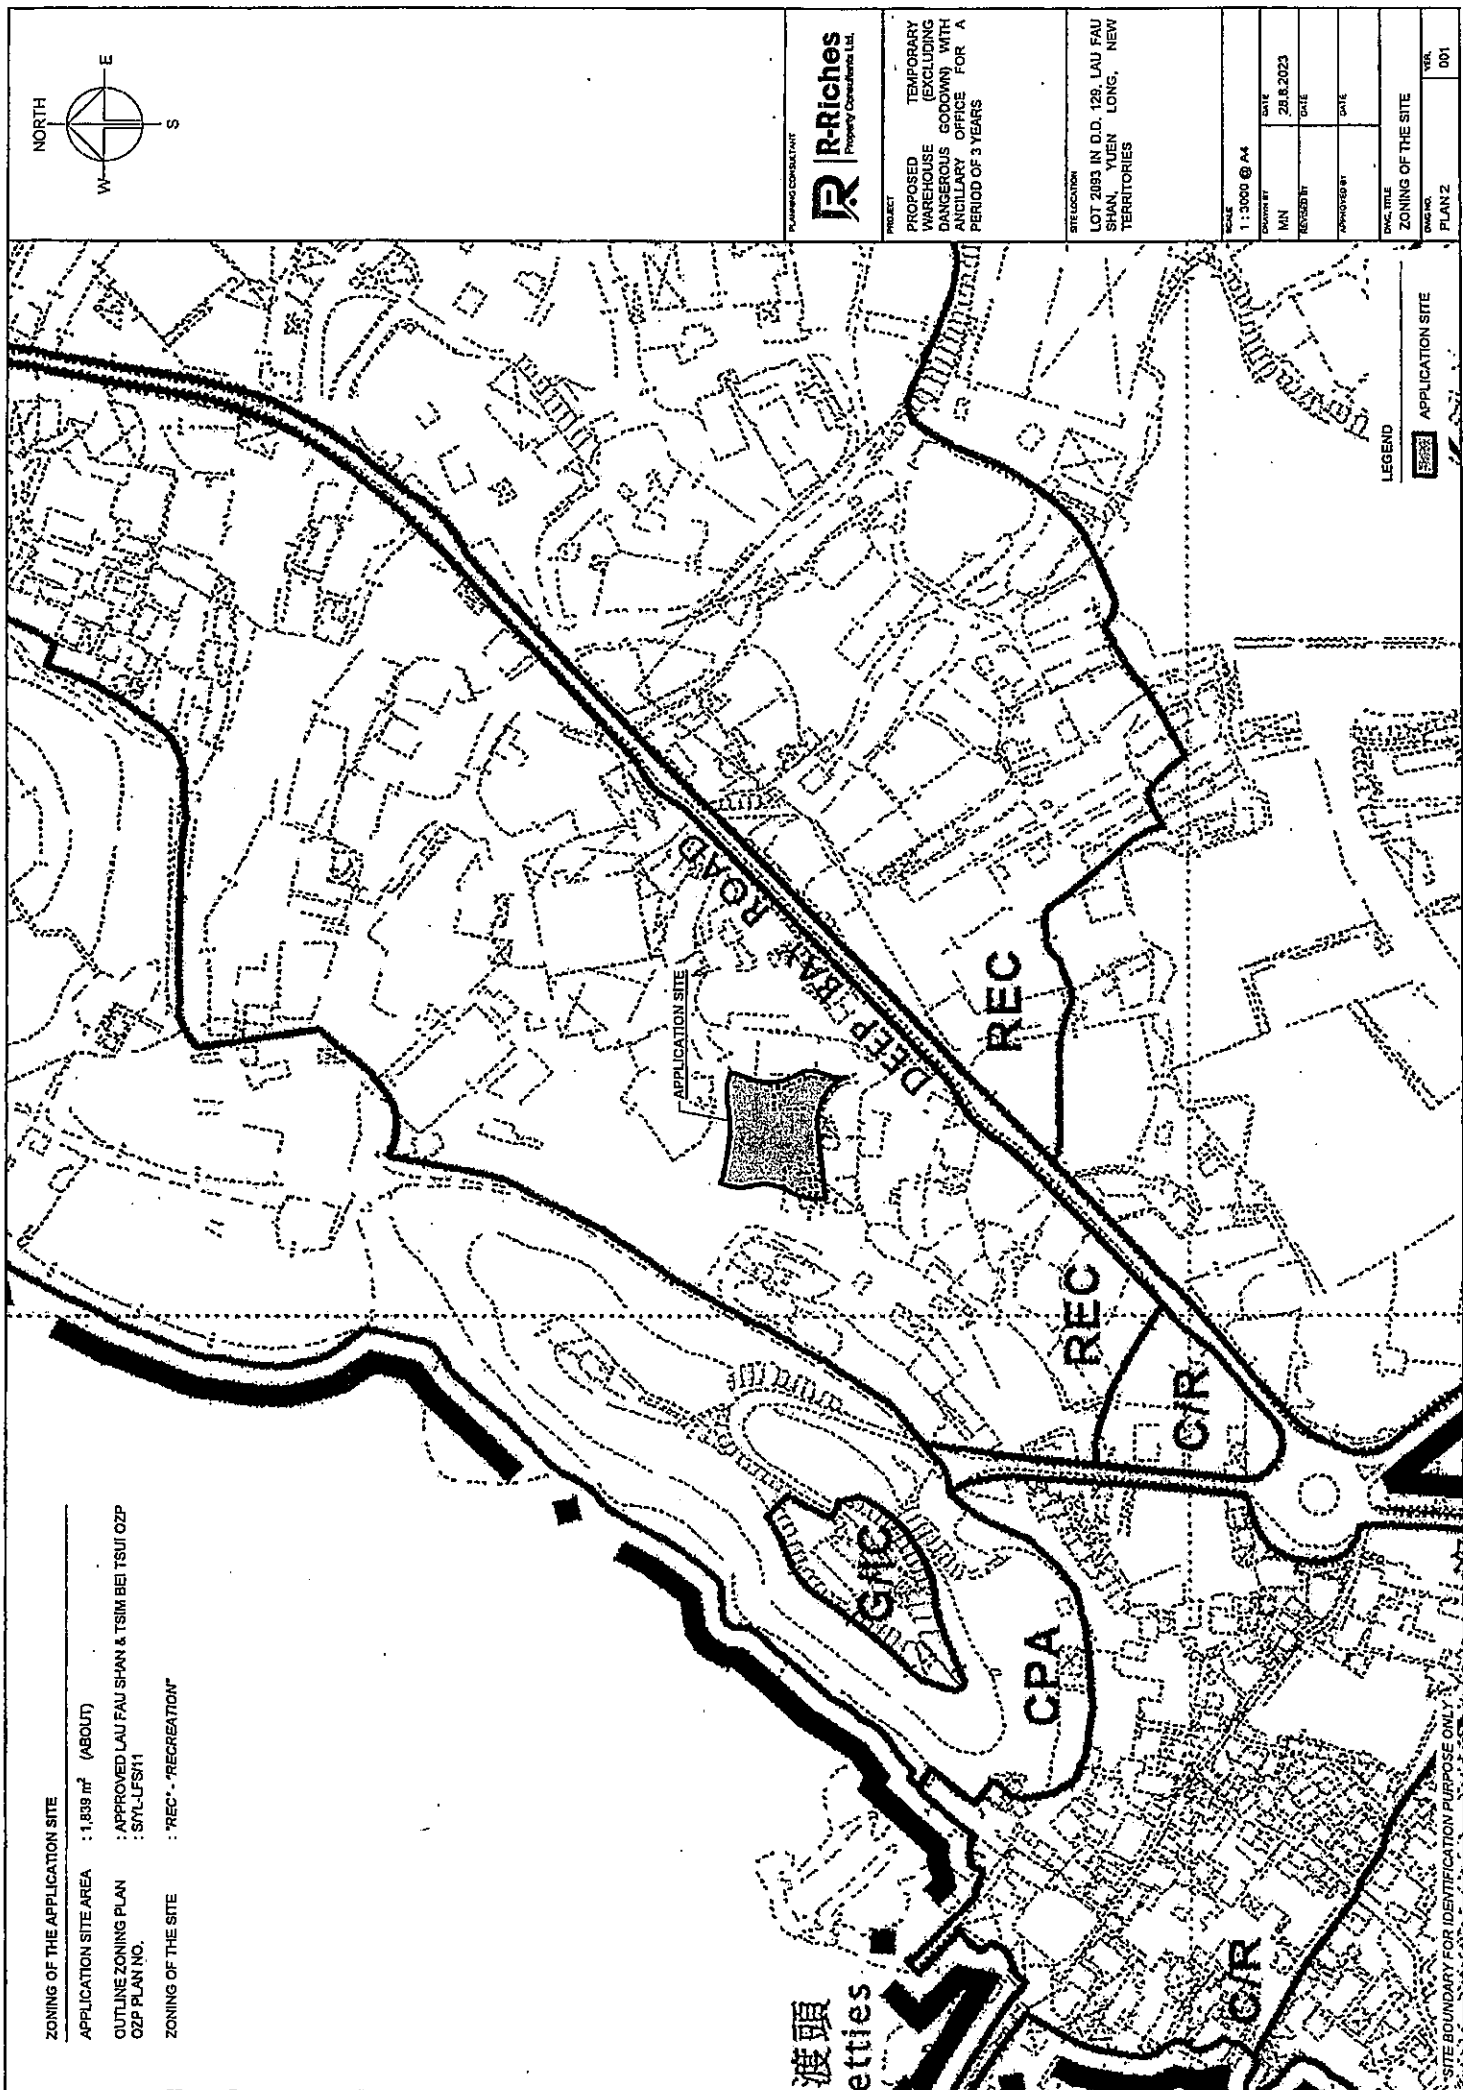 ZONING OF THE APPLICATION SITE
APPLICATION SITE AREA : 1,839 m² (ABOUT)
OUTLINE ZONING PLAN : APPROVED LAU FAU SHAN & TSIM BEI TSUI OZP
OZP PLAN NO. : S/YL-LFS/11
ZONING OF THE SITE : "REC" - "RECREATION"
NORTH
W
E
S
APPLICATION SITE
DEEP BAY ROAD
REC
REC
C/R
G/IC
CPA
C/R
渡頭
etties
PLANNING CONSULTANT
R-Riches
Property Consultants Ltd.
PROJECT
PROPOSED TEMPORARY
WAREHOUSE (EXCLUDING
DANGEROUS GODOWN) WITH
ANCILLARY OFFICE FOR A
PERIOD OF 3 YEARS
SITE LOCATION
LOT 2093 IN D.D. 129, LAU FAU
SHAN, YUEN LONG, NEW
TERRITORIES
SCALE
1 : 3000 @ A4
DRAWN BY
DATE
MN
28.8.2023
REVISED BY
DATE
APPROVED BY
DATE
DWG. TITLE
ZONING OF THE SITE
DWG NO.
VER.
PLAN 2
001
LEGEND
APPLICATION SITE
*SITE BOUNDARY FOR IDENTIFICATION PURPOSE ONLY